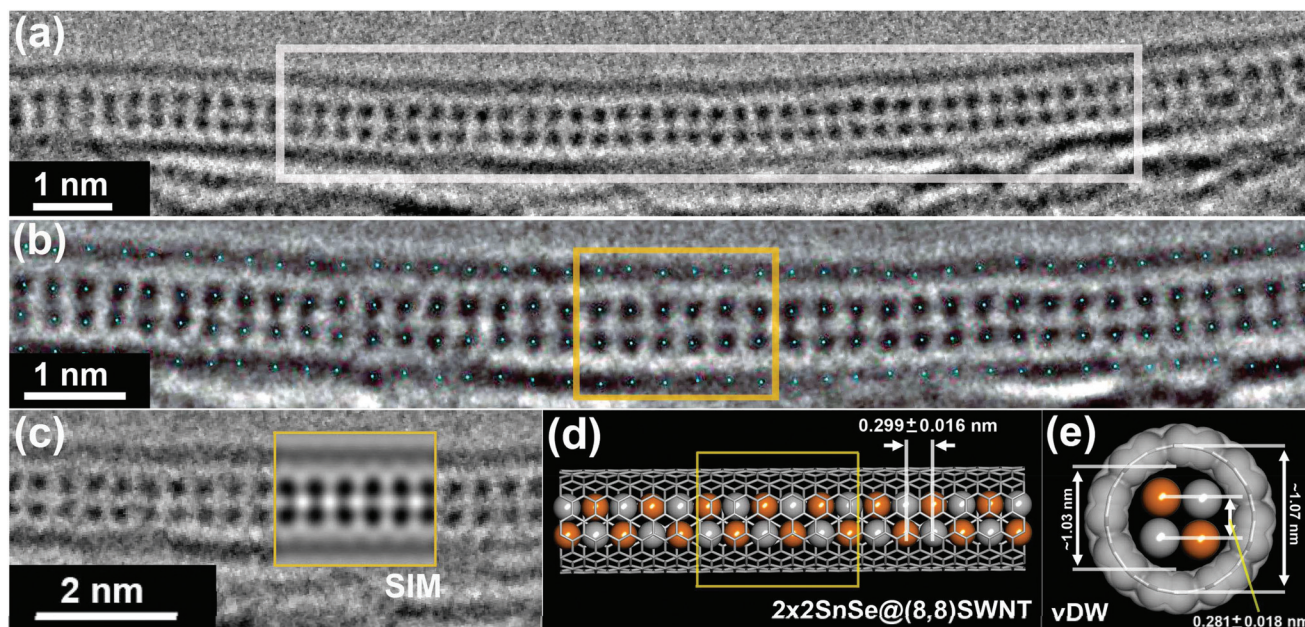 (a)
1 nm
(b)
1 nm
(c)
2 nm
SIM
(d)
0.299±0.016 nm
2x2SnSe@(8,8)SWNT
(e)
~1.03 nm
~1.07 nm
vDW
0.281±0.018 nm